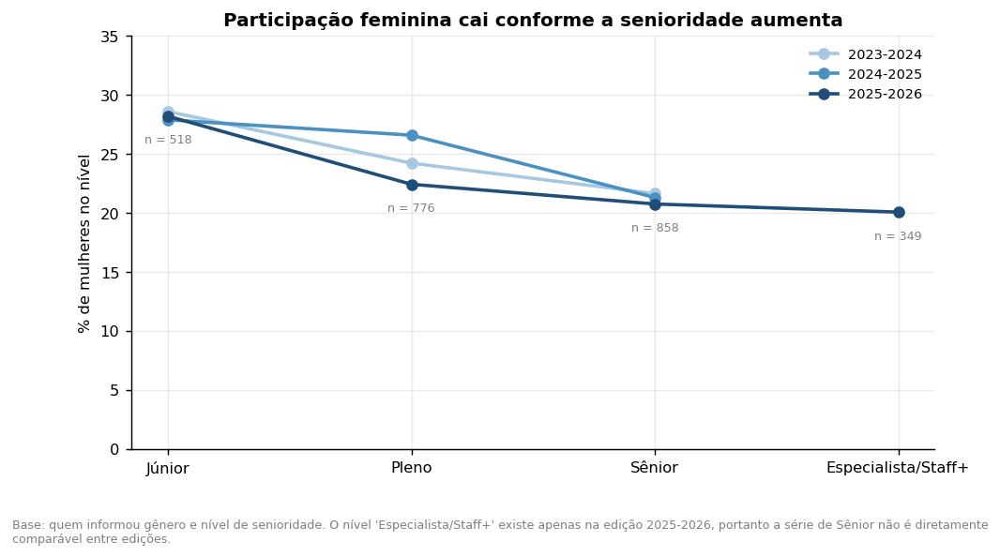 Participação feminina cai conforme a senioridade aumenta
35
30
25
20
15
10
5
0
% de mulheres no nível
2023-2024
2024-2025
2025-2026
n = 518
n = 776
n = 858
n = 349
Júnior
Pleno
Sênior
Especialista/Staff+
Base: quem informou gênero e nível de senioridade. O nível 'Especialista/Staff+' existe apenas na edição 2025-2026, portanto a série de Sênior não é diretamente
comparável entre edições.